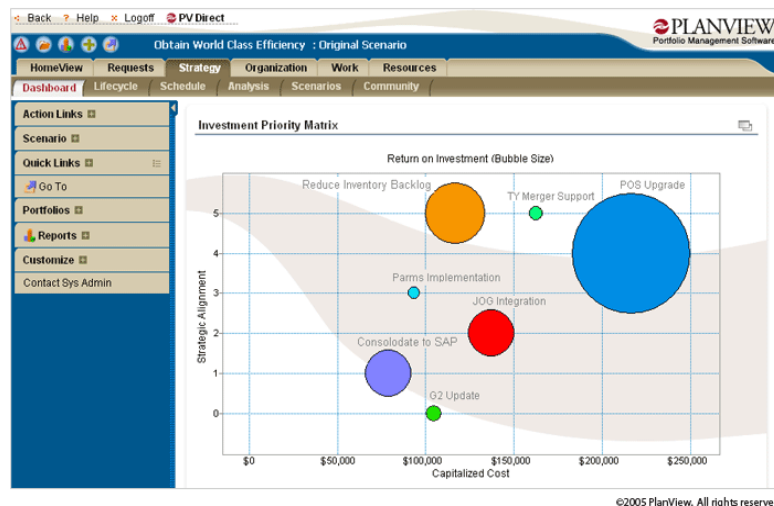 Back ? Help × Logoff PV Direct
PLANVIEW
Portfolio Management Software
Obtain World Class Efficiency : Original Scenario
HomeView Requests Strategy Organization Work Resources
Dashboard Lifecycle Schedule Analysis Scenarios Community
Action Links
Scenario
Quick Links
Go To
Portfolios
Reports
Customize
Contact Sys Admin
Investment Priority Matrix
Return on Investment (Bubble Size)
Reduce Inventory Backlog
TY Merger Support
POS Upgrade
Parms Implementation
JOG Integration
Consolodate to SAP
G2 Update
Strategic Alignment
5
4
3
2
1
0
$0 $50,000 $100,000 $150,000 $200,000 $250,000
Capitalized Cost
©2005 PlanView. All rights reserve